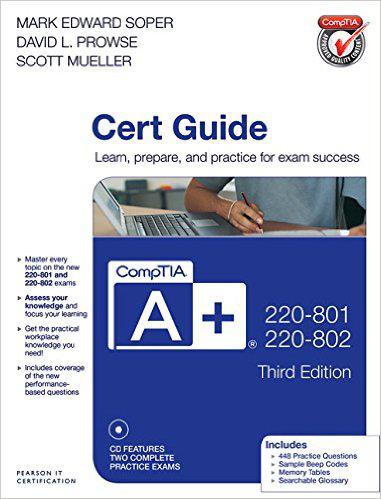 MARK EDWARD SOPER
DAVID L. PROWSE
SCOTT MUELLER
CompTIA
APPROVED QUALITY CONTENT
Cert Guide
Learn, prepare, and practice for exam success
Master every
topic on the new
220-801 and
220-802 exams
Assess your
knowledge and
focus your learning
Get the practical
workplace
knowledge you
need!
Includes coverage
of the new
performance-
based questions
CompTIA
A+ ®
220-801
220-802
Third Edition
CD FEATURES
TWO COMPLETE
PRACTICE EXAMS
Includes
• 448 Practice Questions
• Sample Beep Codes
• Memory Tables
• Searchable Glossary
PEARSON IT
CERTIFICATION